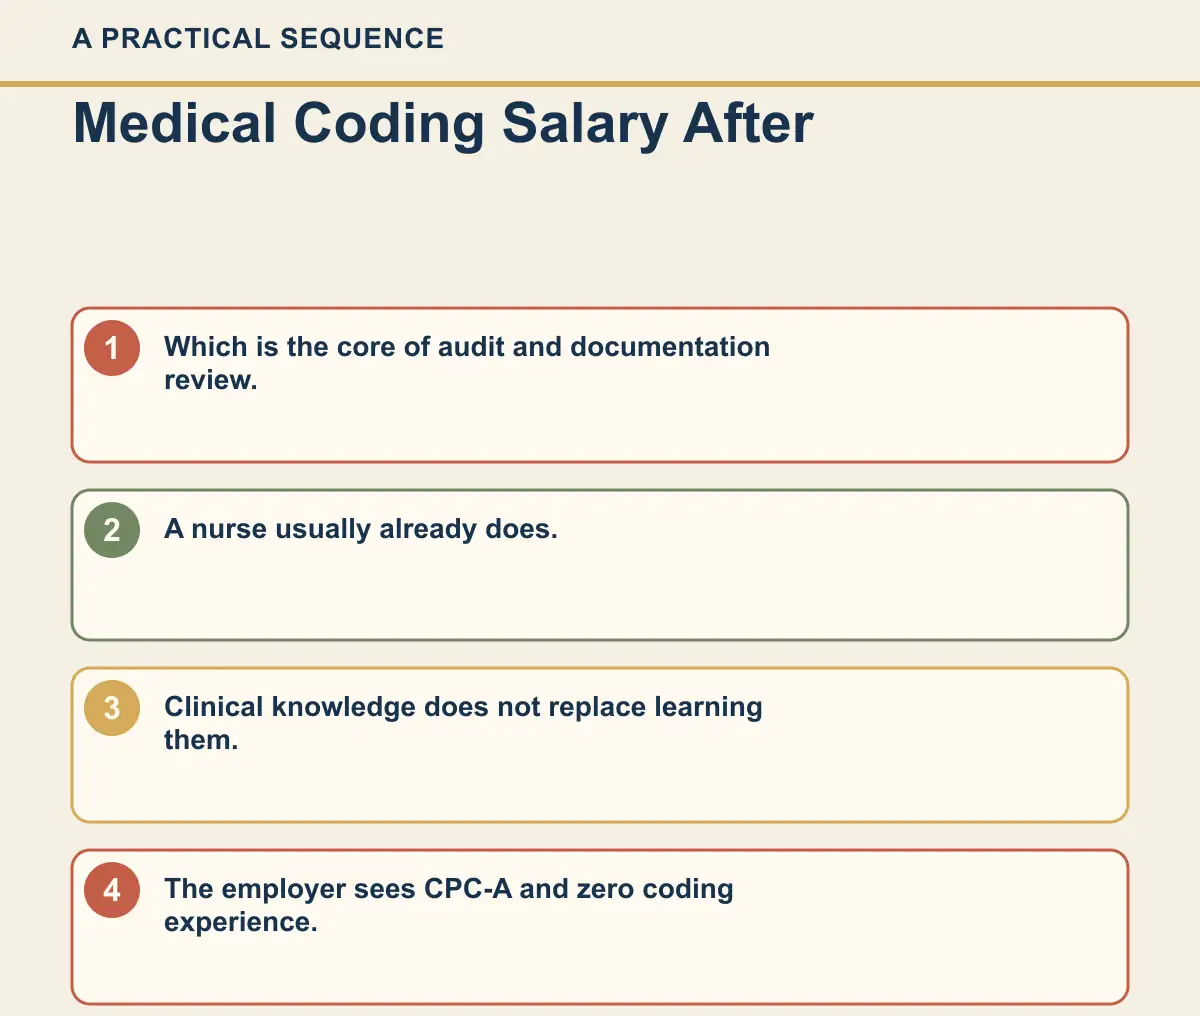 A PRACTICAL SEQUENCE
Medical Coding Salary After
1
Which is the core of audit and documentation
review.
2
A nurse usually already does.
3
Clinical knowledge does not replace learning
them.
4
The employer sees CPC-A and zero coding
experience.